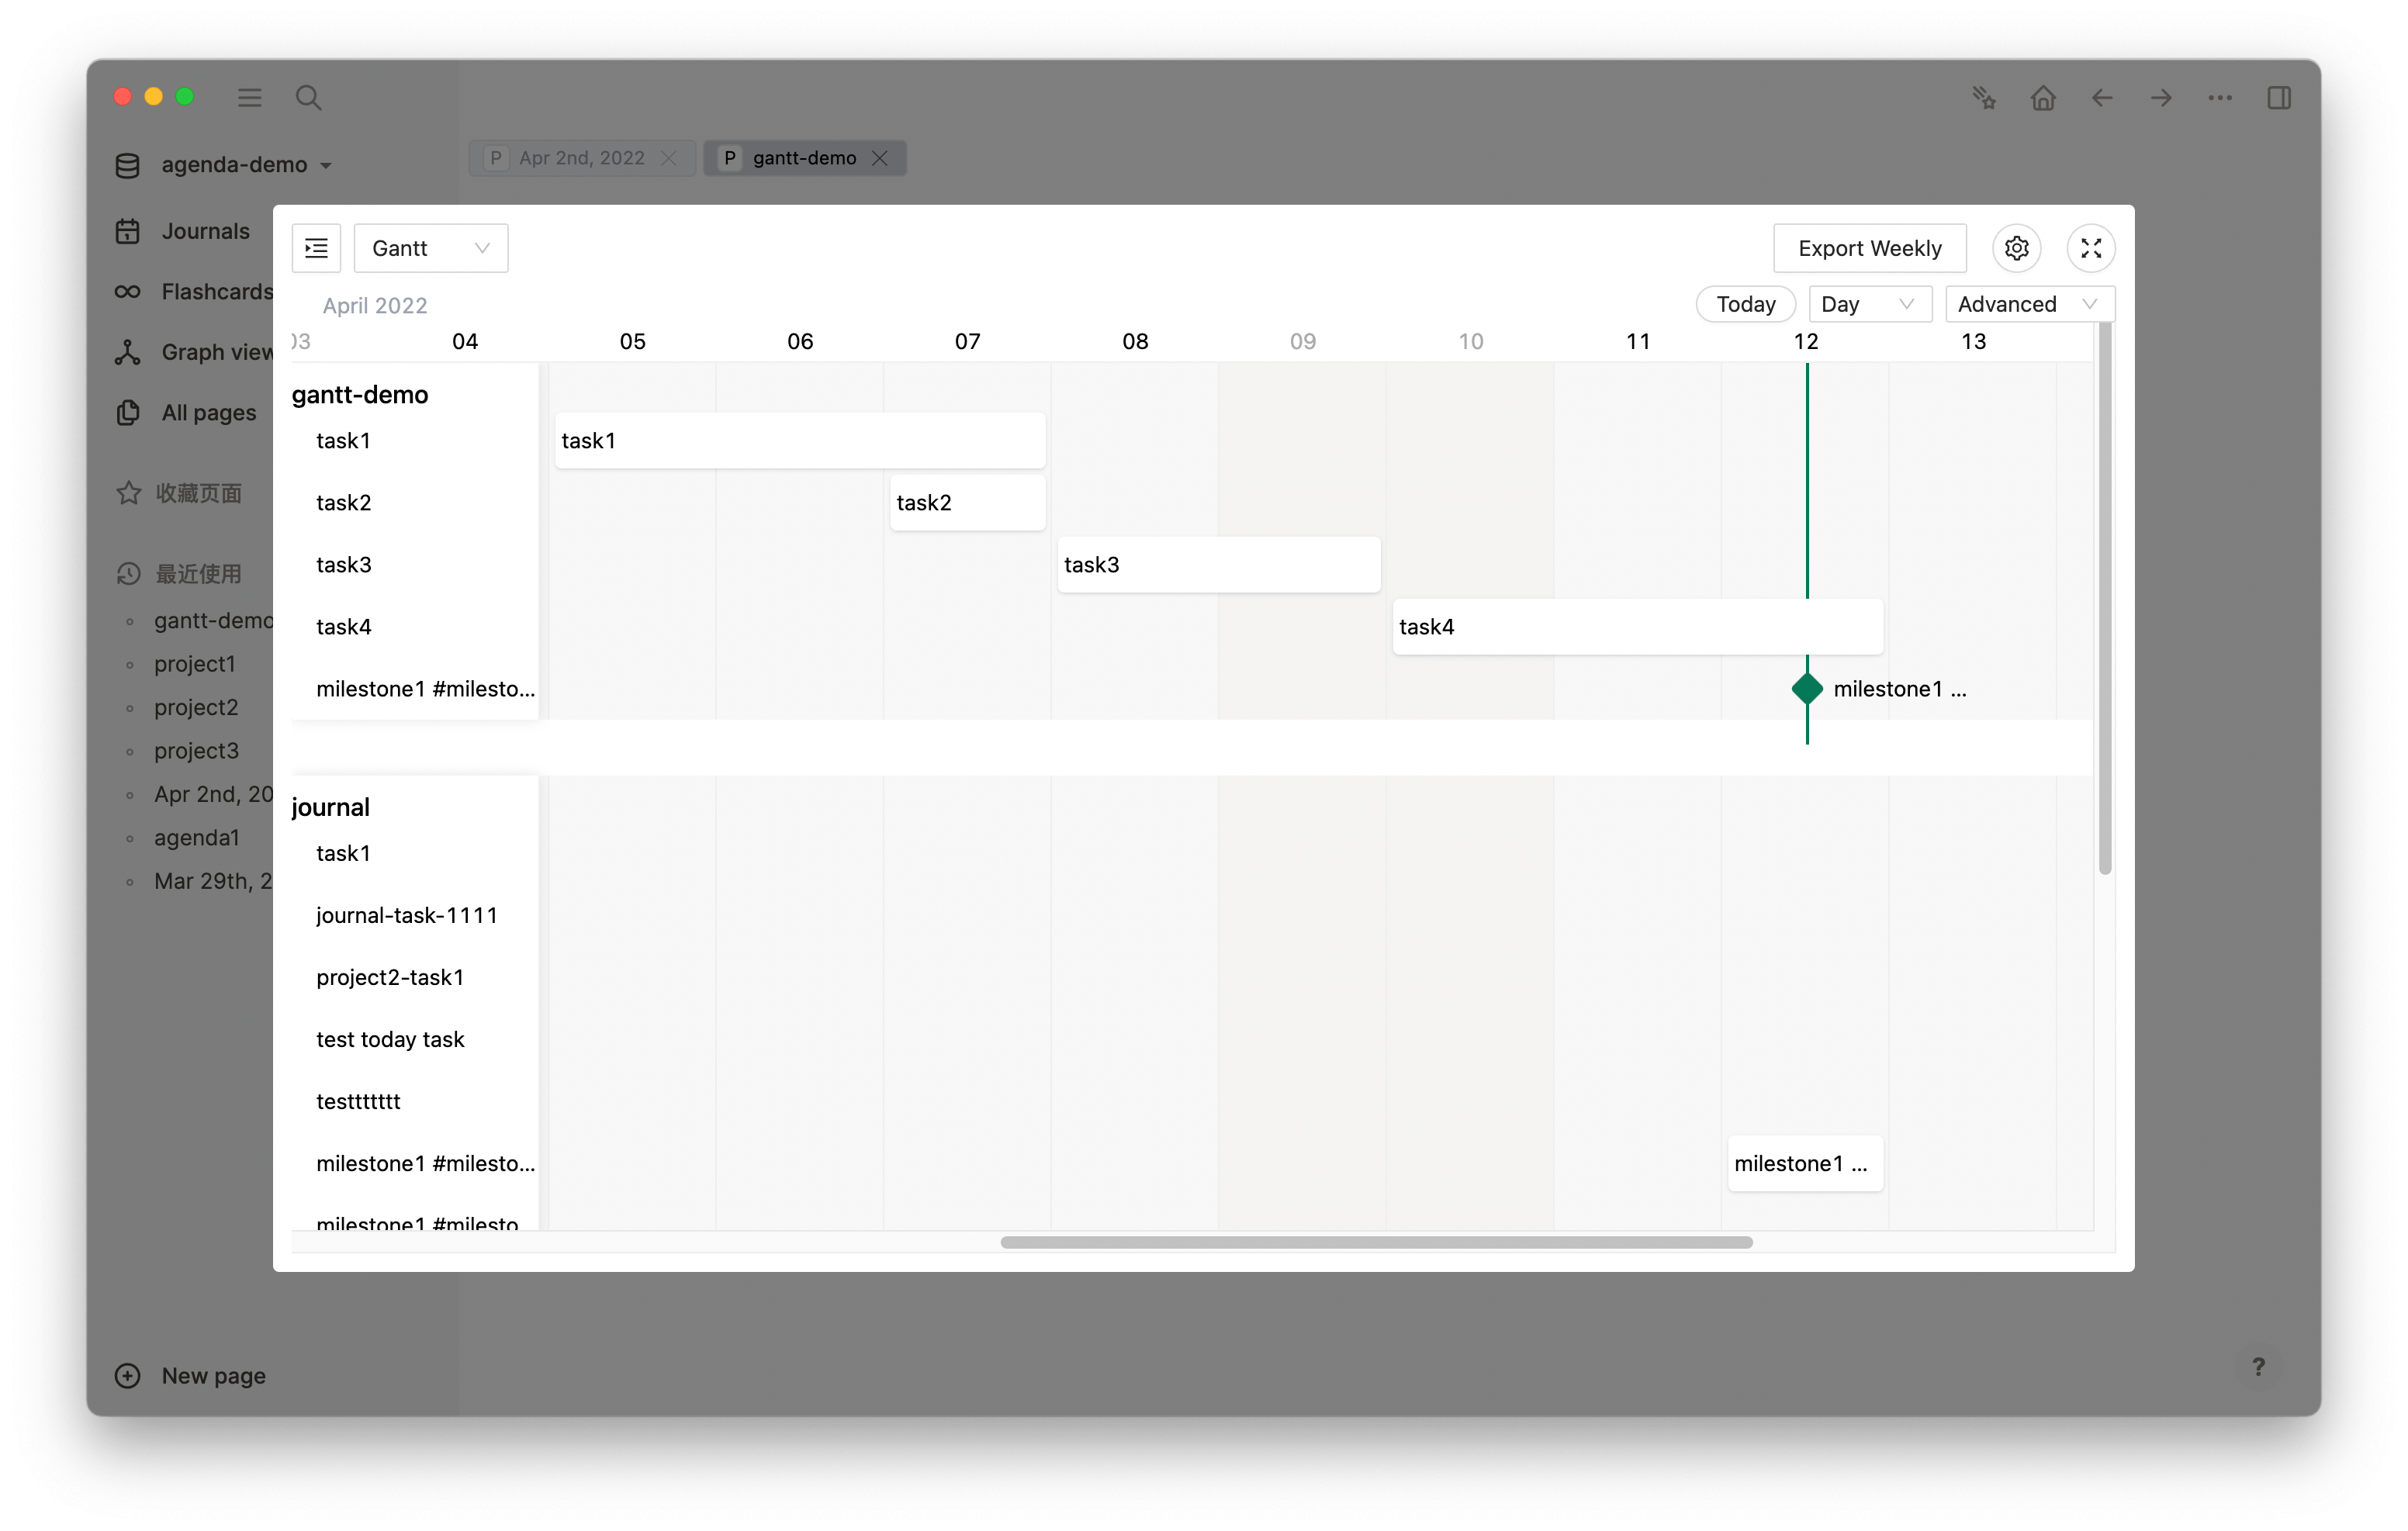 agenda-demo
P Apr 2nd, 2022
P gantt-demo
Journals
Flashcards
Graph view
All pages
收藏页面
最近使用
gantt-demo
project1
project2
project3
Apr 2nd, 20
agenda1
Mar 29th, 2
New page
?
Gantt
Export Weekly
April 2022
Today
Day
Advanced
03 04 05 06 07 08 09 10 11 12 13
gantt-demo
task1 task1
task2 task2
task3 task3
task4 task4
milestone1 #milesto... milestone1 ...
journal
task1
journal-task-1111
project2-task1
test today task
testttttttt
milestone1 #milesto... milestone1 ...
milestone1 #milesto